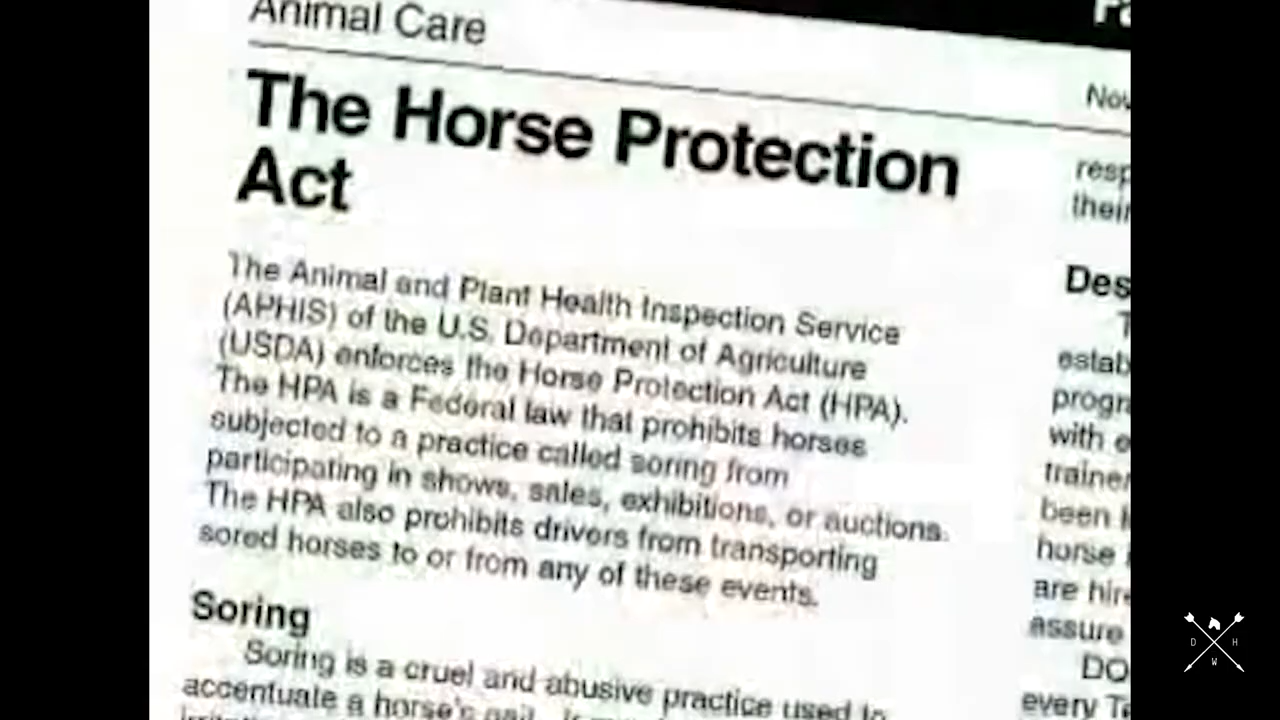 Animal Care
The Horse Protection
Act
The Animal and Plant Health Inspection Service
(APHIS) of the U.S. Department of Agriculture
(USDA) enforces the Horse Protection Act (HPA).
The HPA is a Federal law that prohibits horses
subjected to a practice called soring from
participating in shows, sales, exhibitions, or auctions.
The HPA also prohibits drivers from transporting
sored horses to or from any of these events.
Soring
Soring is a cruel and abusive practice used to
accentuate a horse's gait.
Nov
resp
their
Des
T
estab
progr
with e
trainer
been
horse
are hire
assure
DO
every Te
D H
W